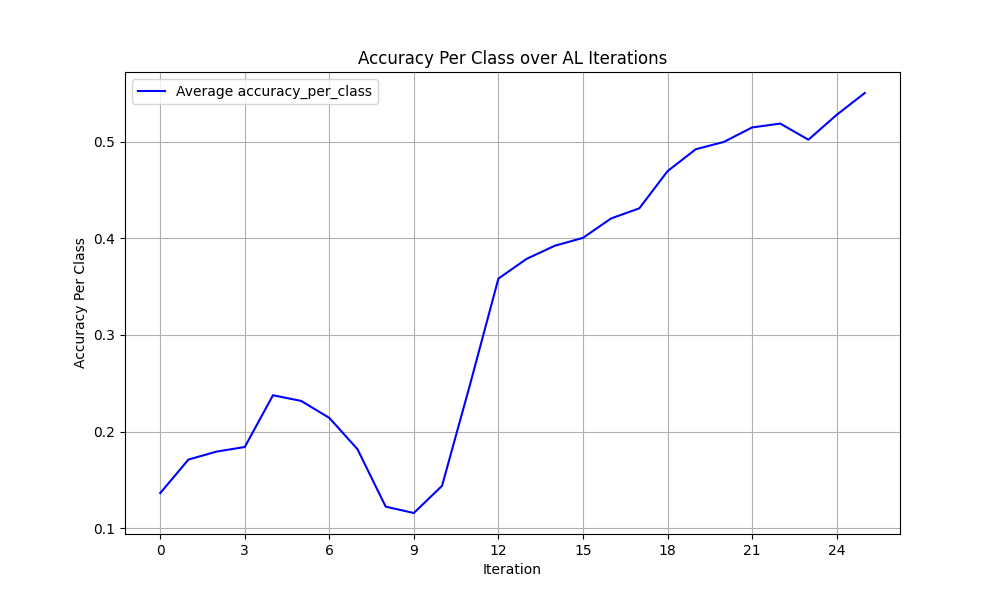 Accuracy Per Class over AL Iterations
Average accuracy_per_class
Accuracy Per Class
0.5
0.4
0.3
0.2
0.1
0 3 6 9 12 15 18 21 24
Iteration